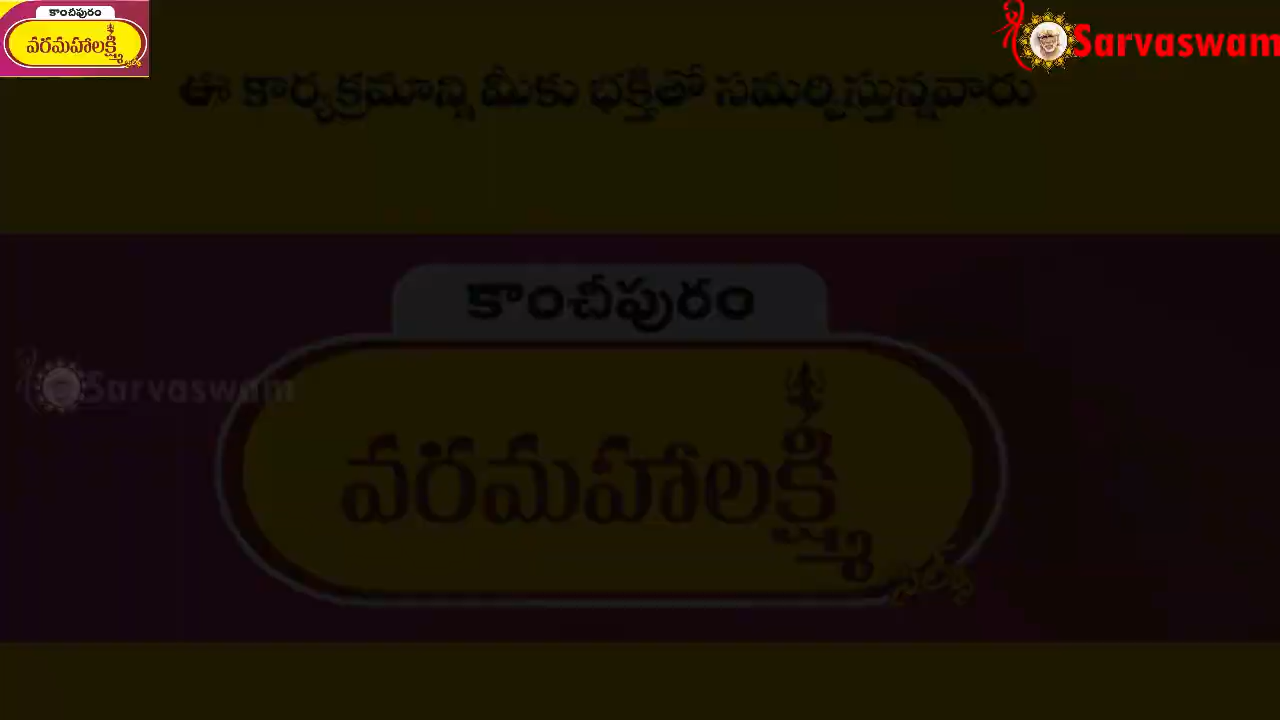 కాంచీపురం
వరమహాలక్ష్మి
సిల్క్స్
Sarvaswam
ఈ కార్యక్రమాన్ని మీకు భక్తితో సమర్పిస్తున్నవారు
కాంచీపురం
Sarvaswam
వరమహాలక్ష్మి
సిల్క్స్